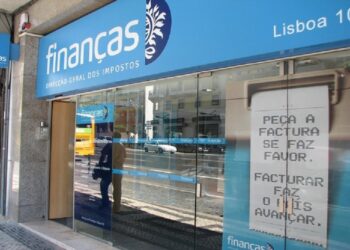 finanças
DIRECÇÃO-GERAL DOS IMPOSTOS
Lisboa 10
finanças
PEÇA A
FACTURA
SE FAZ
FAVOR.
FACTURAR
FAZ
O PAÍS
AVANÇAR.